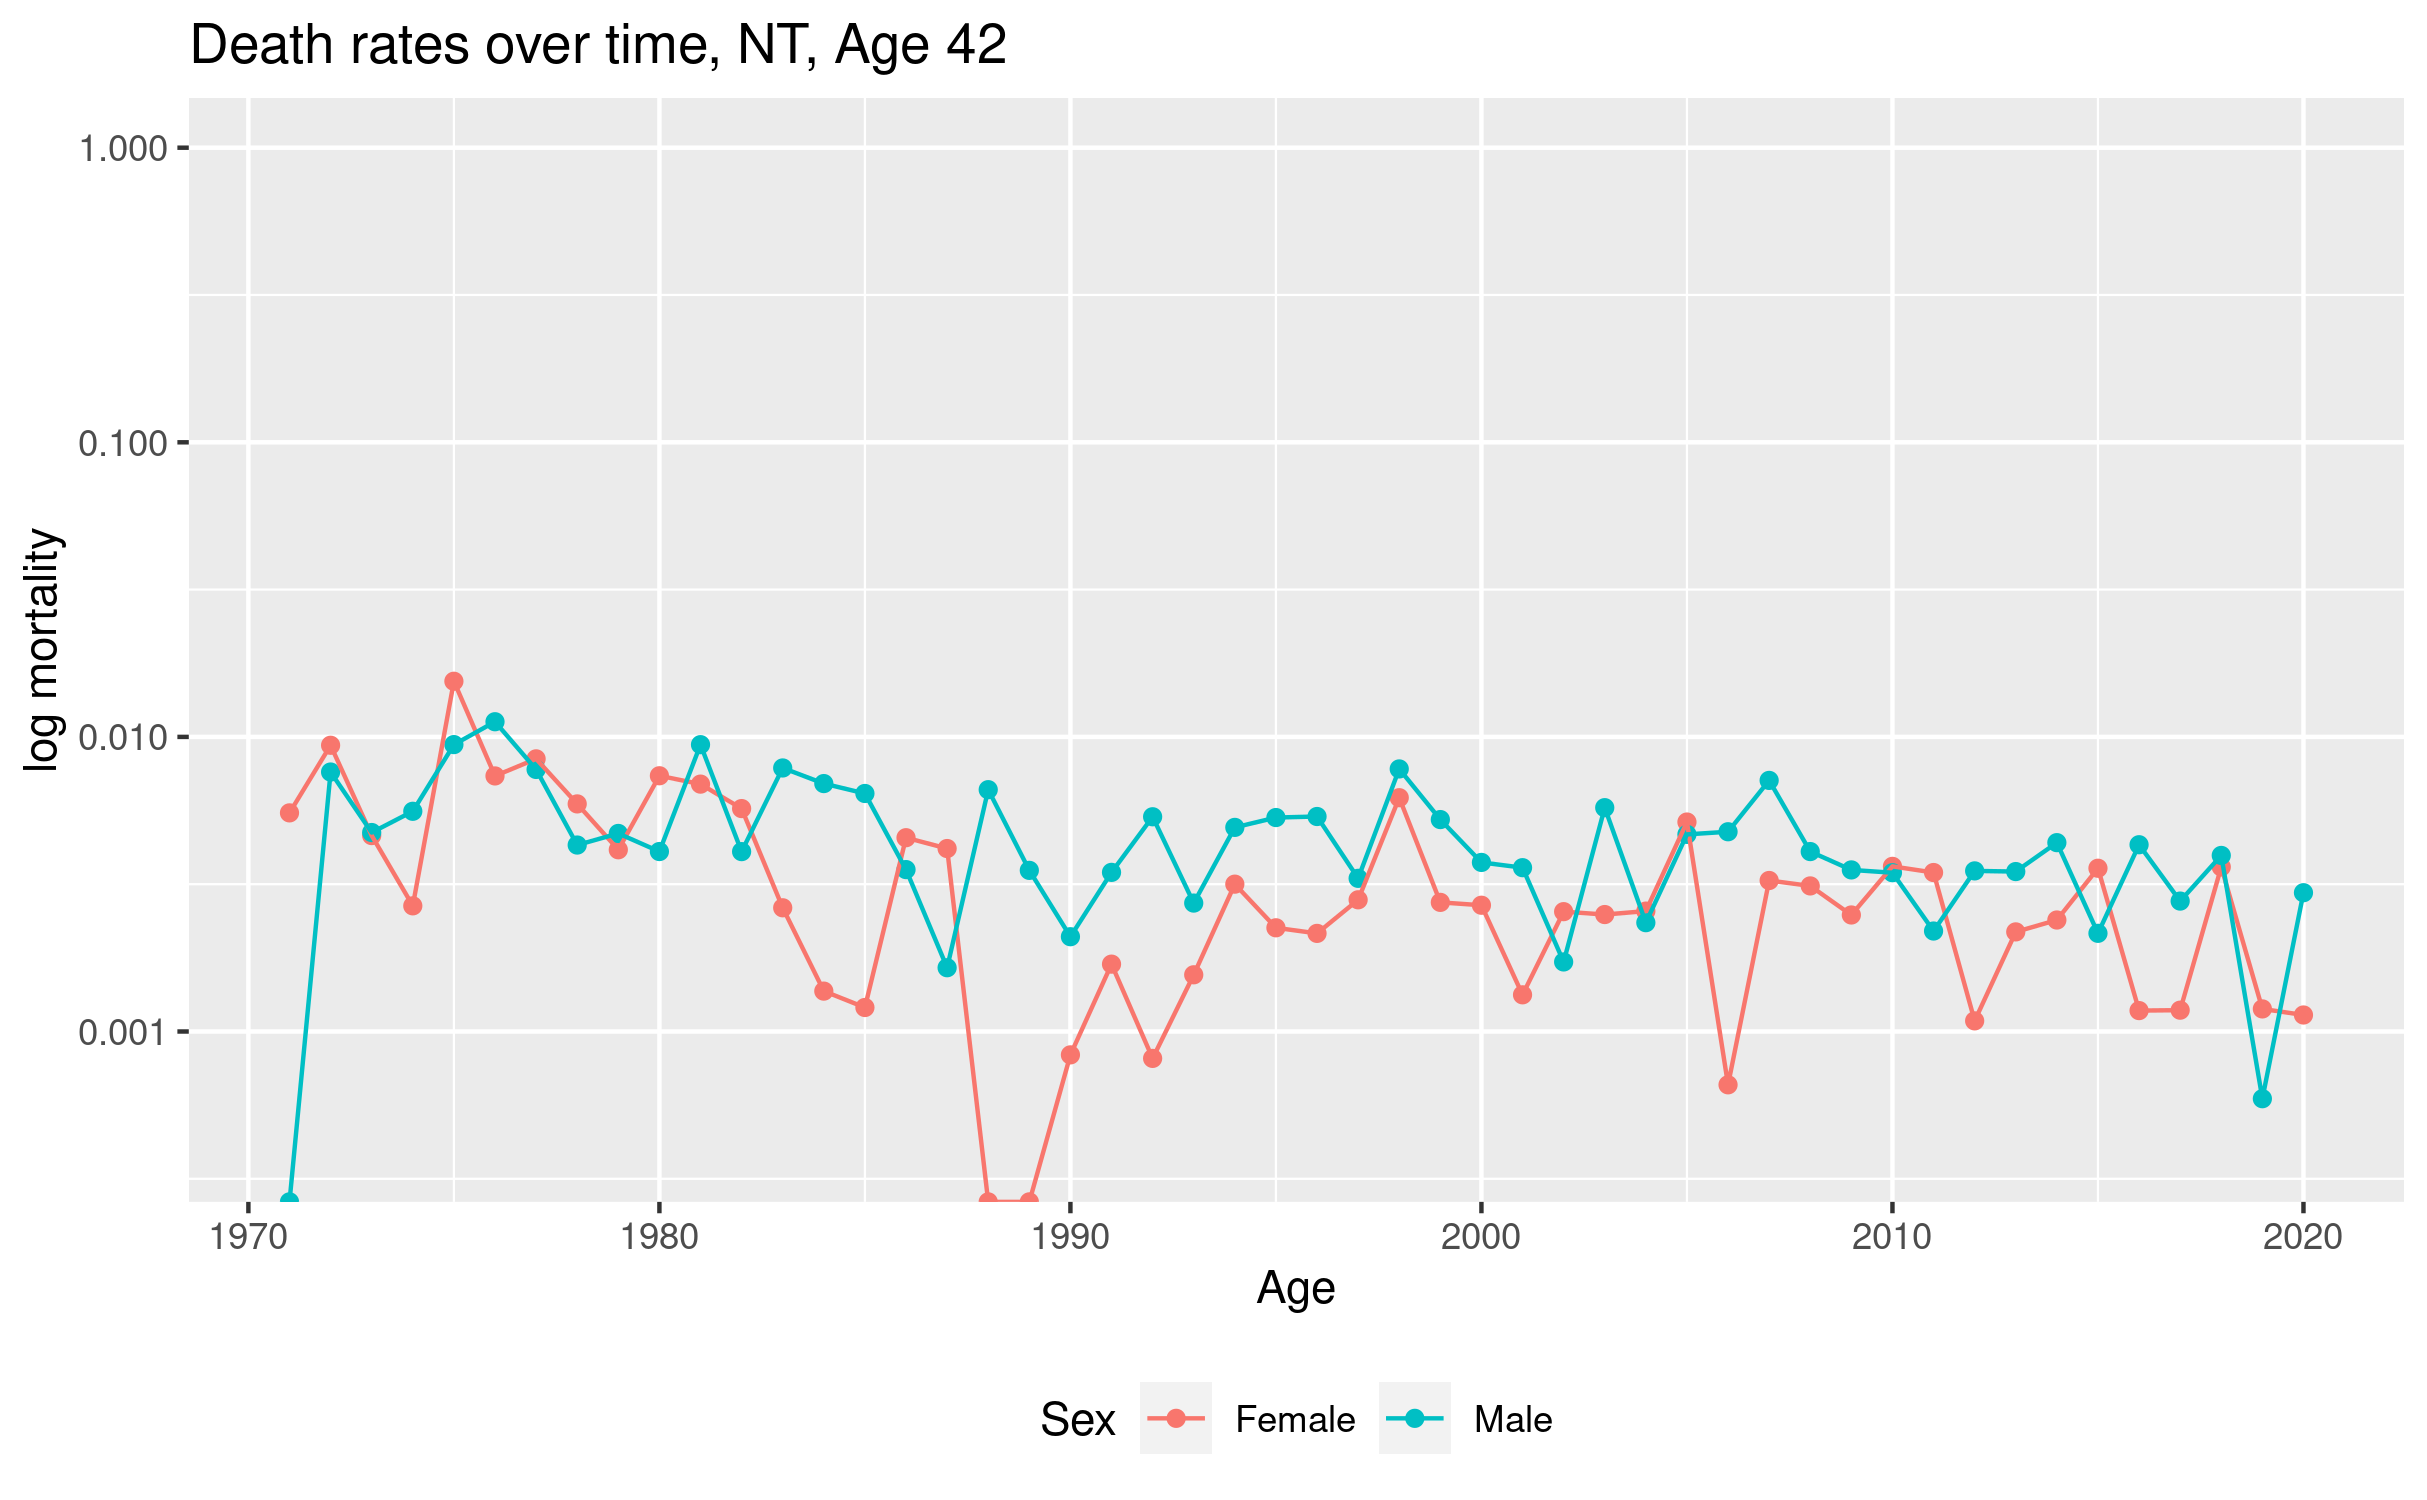 Death rates over time, NT, Age 42
log mortality
1.000
0.100
0.010
0.001
1970 1980 1990 2000 2010 2020
Age
Sex Female Male